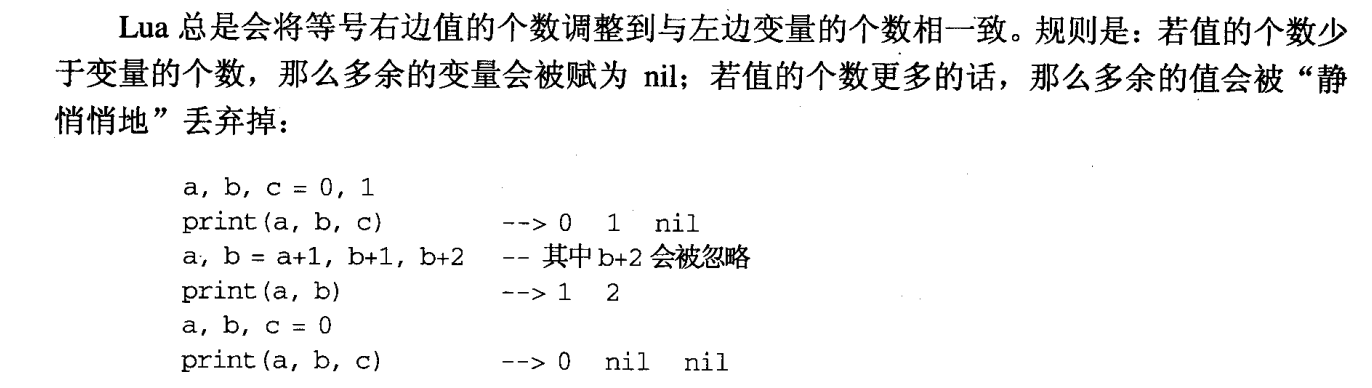 Lua 总是会将等号右边值的个数调整到与左边变量的个数相一致。规则是：若值的个数少
于变量的个数，那么多余的变量会被赋为 nil；若值的个数更多的话，那么多余的值会被“静
悄悄地”丢弃掉：
a, b, c = 0, 1
print(a, b, c) --> 0 1 nil
a, b = a+1, b+1, b+2 -- 其中 b+2 会被忽略
print(a, b) --> 1 2
a, b, c = 0
print(a, b, c) --> 0 nil nil